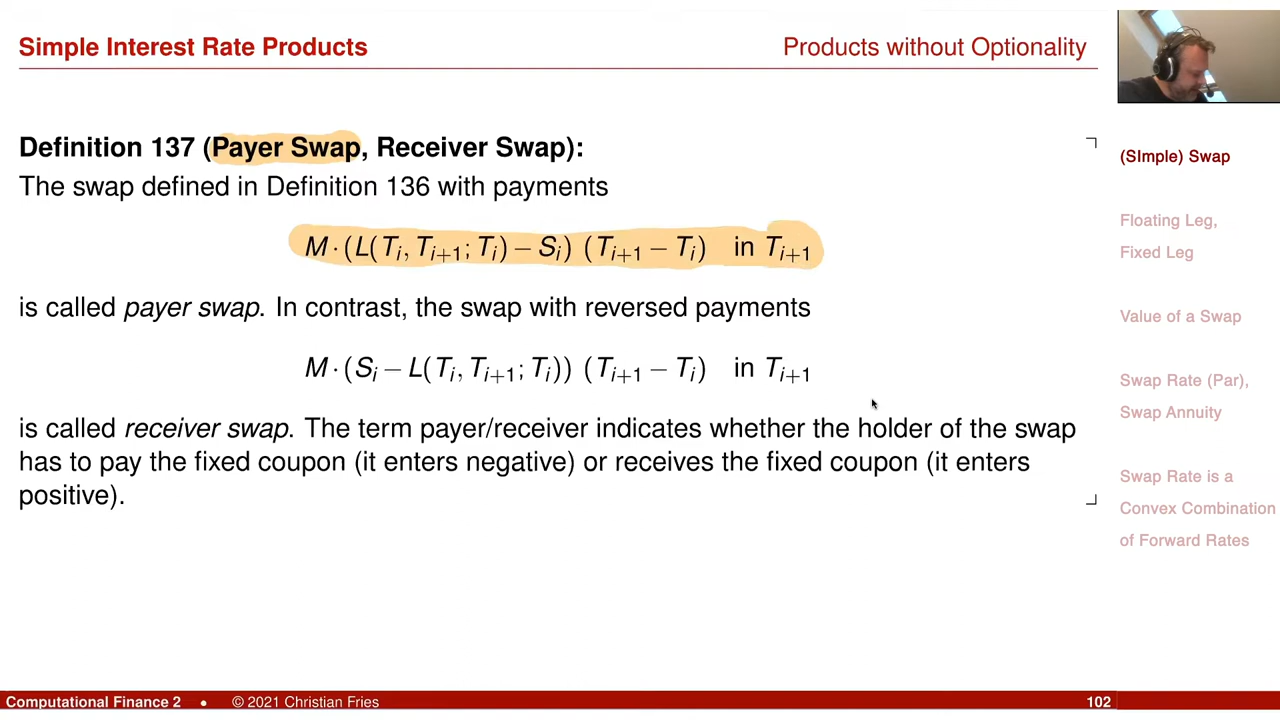 Simple Interest Rate Products
Products without Optionality
Definition 137 (Payer Swap, Receiver Swap):
The swap defined in Definition 136 with payments
M · (L(T_i, T_{i+1}; T_i) − S_i) (T_{i+1} − T_i) in T_{i+1}
is called payer swap. In contrast, the swap with reversed payments
M · (S_i − L(T_i, T_{i+1}; T_i)) (T_{i+1} − T_i) in T_{i+1}
is called receiver swap. The term payer/receiver indicates whether the holder of the swap
has to pay the fixed coupon (it enters negative) or receives the fixed coupon (it enters
positive).
(SImple) Swap
Floating Leg,
Fixed Leg
Value of a Swap
Swap Rate (Par),
Swap Annuity
Swap Rate is a
Convex Combination
of Forward Rates
Computational Finance 2 • © 2021 Christian Fries
102